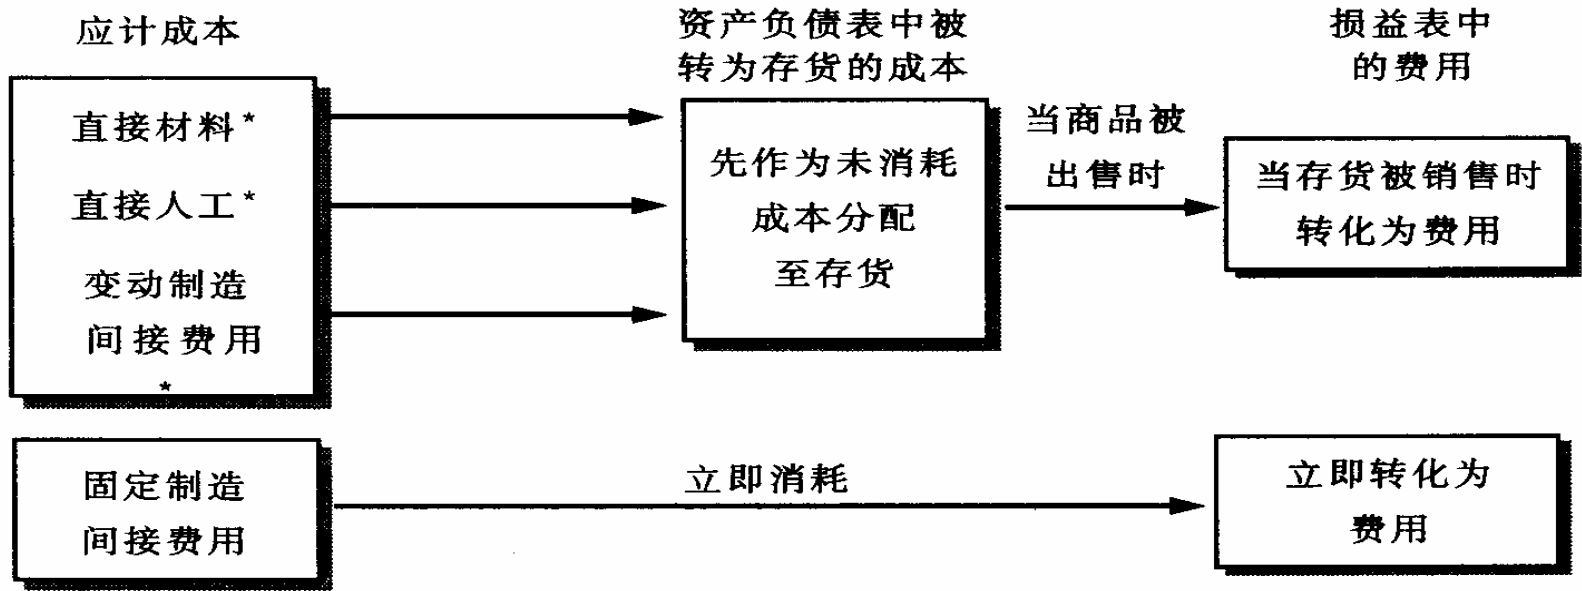 应计成本
资产负债表中被
转为存货的成本
损益表中
的费用
直接材料*
直接人工*
变动制造
间接费用
*
先作为未消耗
成本分配
至存货
当商品被
出售时
当存货被销售时
转化为费用
固定制造
间接费用
立即消耗
立即转化为
费用